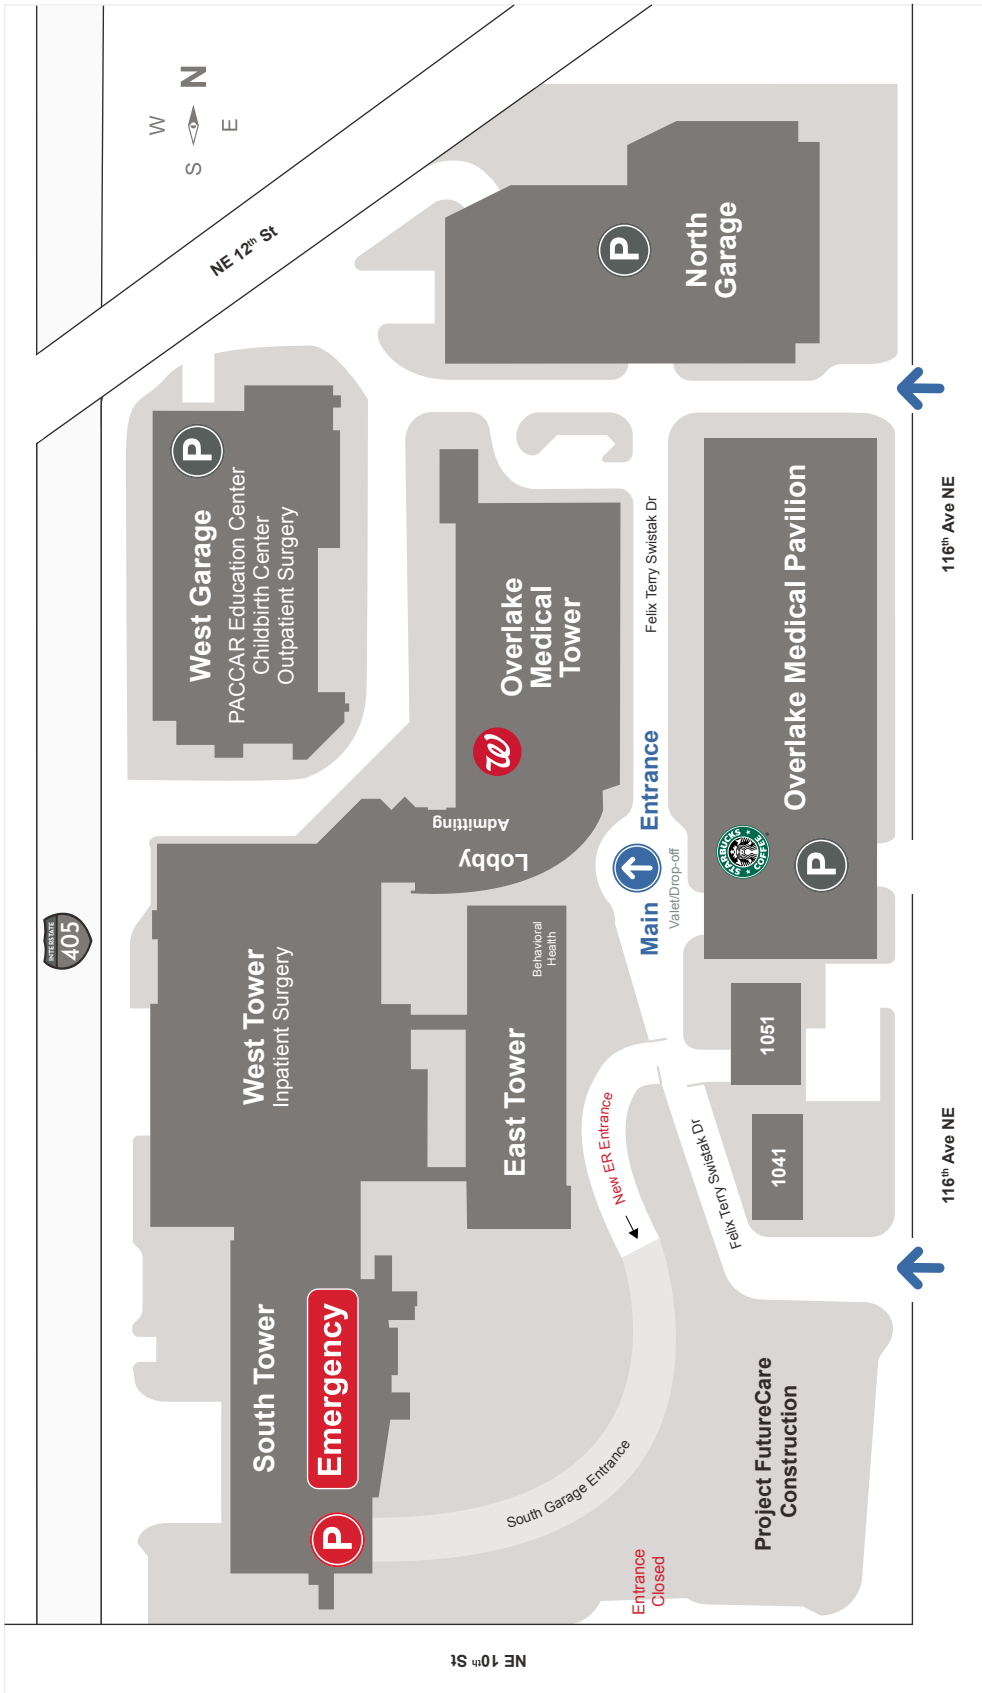 W
N
S
E
INTERSTATE
405
NE 12th St
West Garage
PACCAR Education Center
Childbirth Center
Outpatient Surgery
P
North
Garage
P
Overlake
Medical
Tower
W
Admitting
Lobby
Felix Terry Swistak Dr
Overlake Medical Pavilion
STARBUCKS
COFFEE
P
Main
Entrance
Valet/Drop-off
West Tower
Inpatient Surgery
East Tower
Behavioral
Health
1051
1041
New ER Entrance
Felix Terry Swistak Dr
South Tower
Emergency
P
South Garage Entrance
Entrance
Closed
Project FutureCare
Construction
116th Ave NE
116th Ave NE
NE 10th St